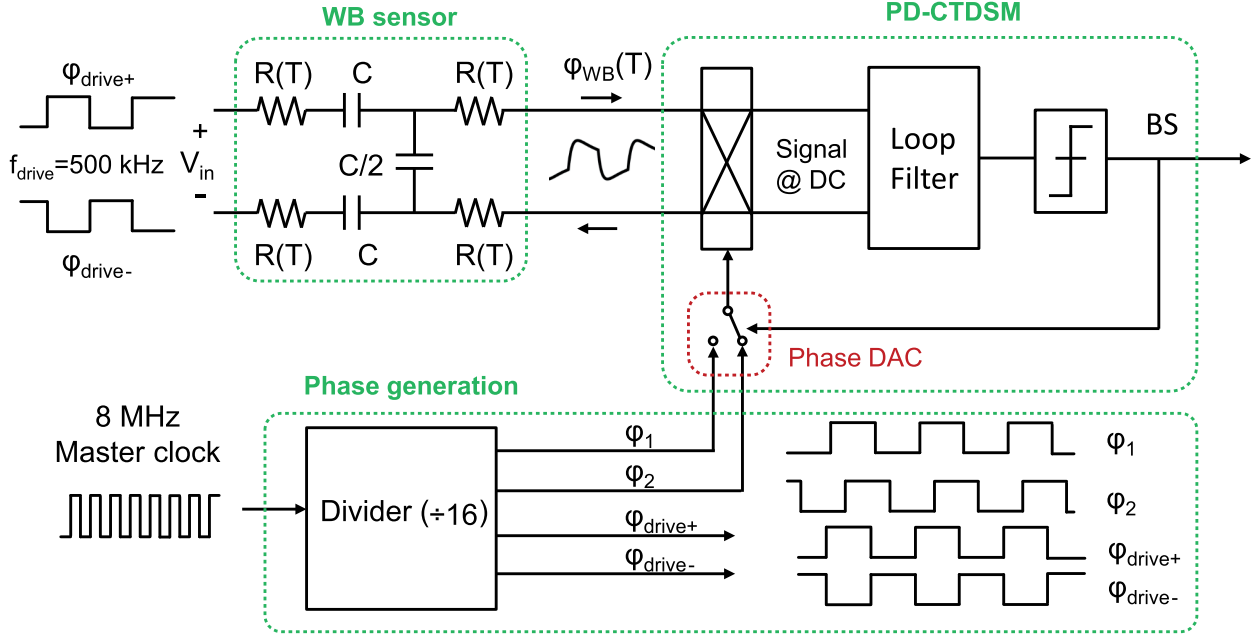 WB sensor
PD-CTDSM
φdrive+
R(T)
C
R(T)
φWB(T)
+
fdrive=500 kHz
Vin
-
C/2
Signal
@ DC
Loop
Filter
BS
R(T)
C
R(T)
φdrive-
Phase DAC
Phase generation
8 MHz
Master clock
Divider (÷16)
φ1
φ2
φdrive+
φdrive-
φ1
φ2
φdrive+
φdrive-